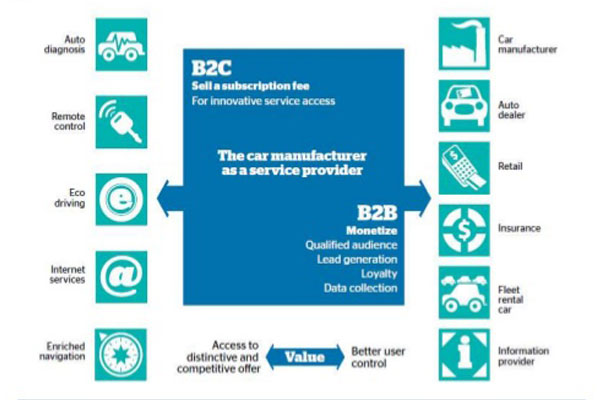 Auto
diagnosis
Remote
control
Eco
driving
Internet
services
Enriched
navigation
B2C
Sell a subscription fee
For innovative service access
The car manufacturer
as a service provider
B2B
Monetize
Qualified audience
Lead generation
Loyalty
Data collection
Access to
distinctive and
competitive offer
Value
Better user
control
Car
manufacturer
Auto
dealer
Retail
Insurance
Fleet
rental
car
Information
provider
e
@
$
$
i